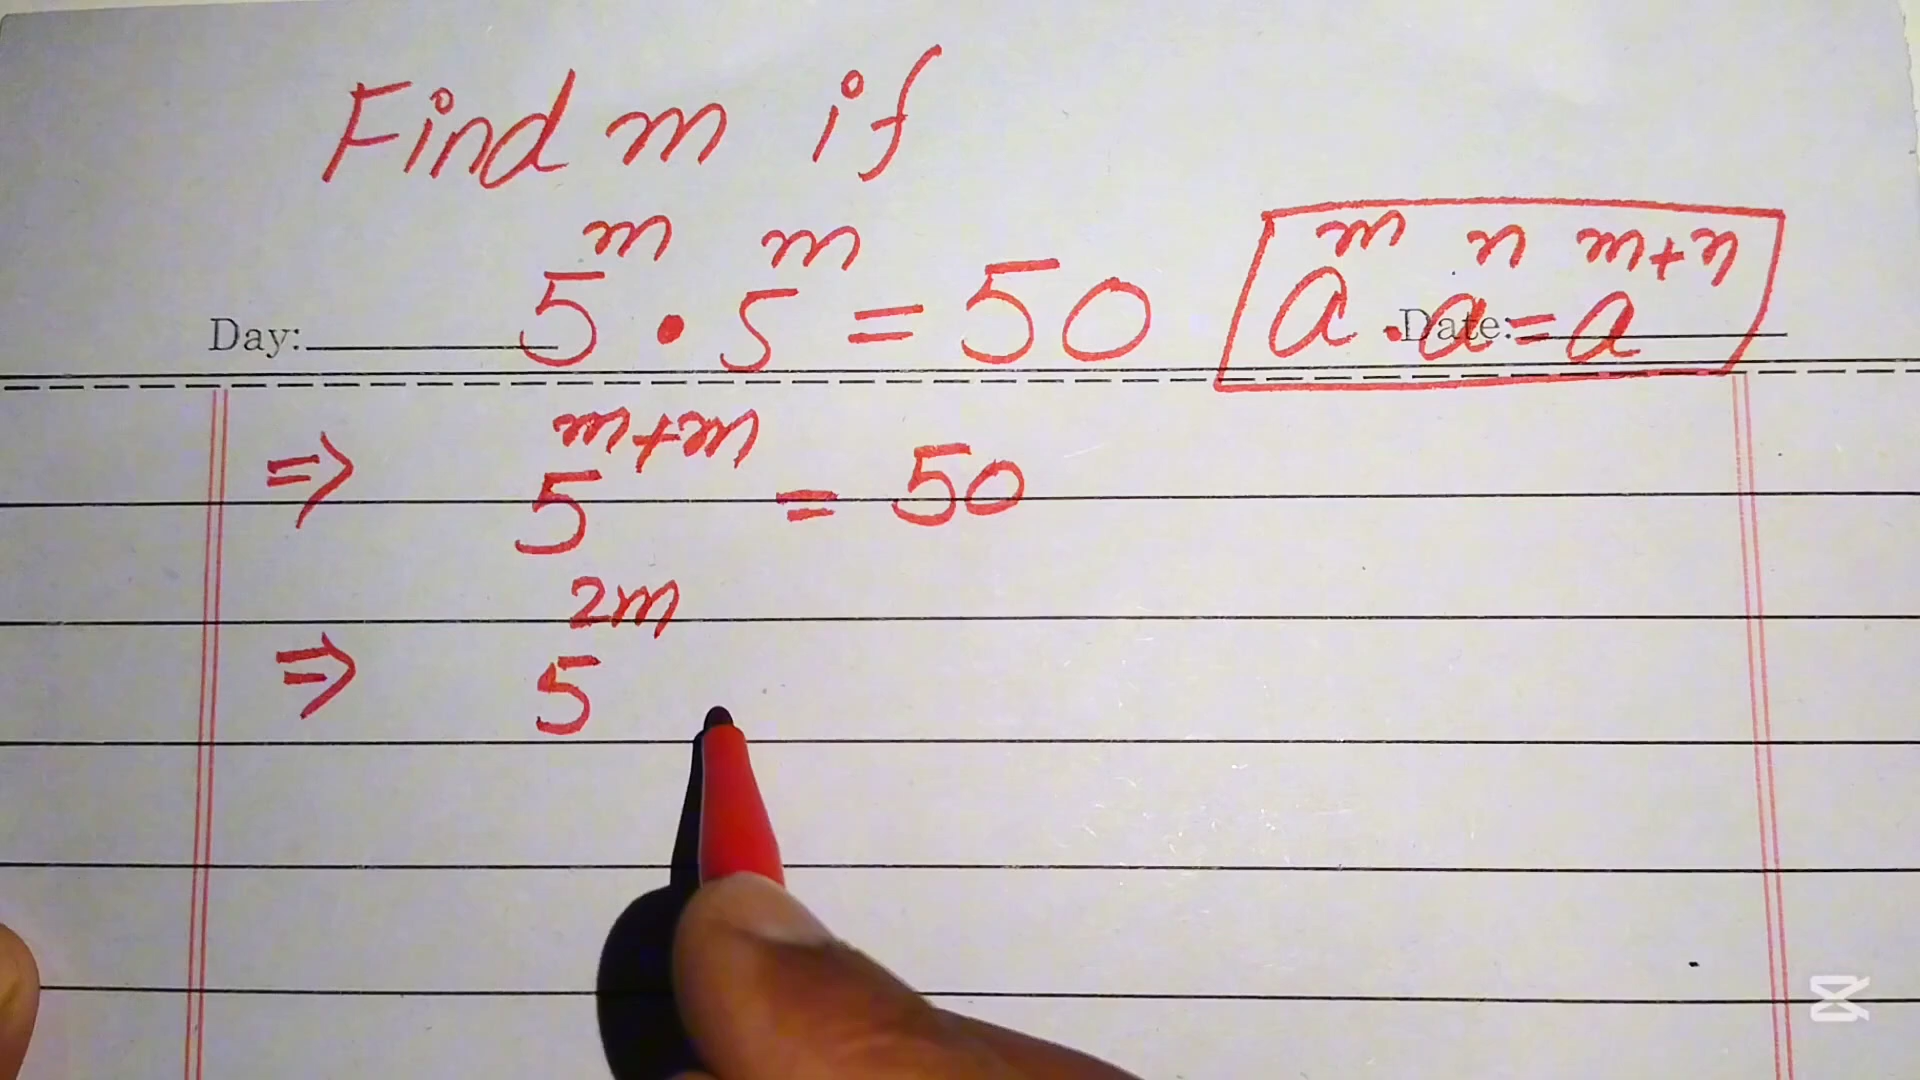 Find m if
5^m · 5^m = 50
a^m · a^n = a^{m+n}
Day:
Date:
=> 5^{m+m} = 50
=> 5^{2m}